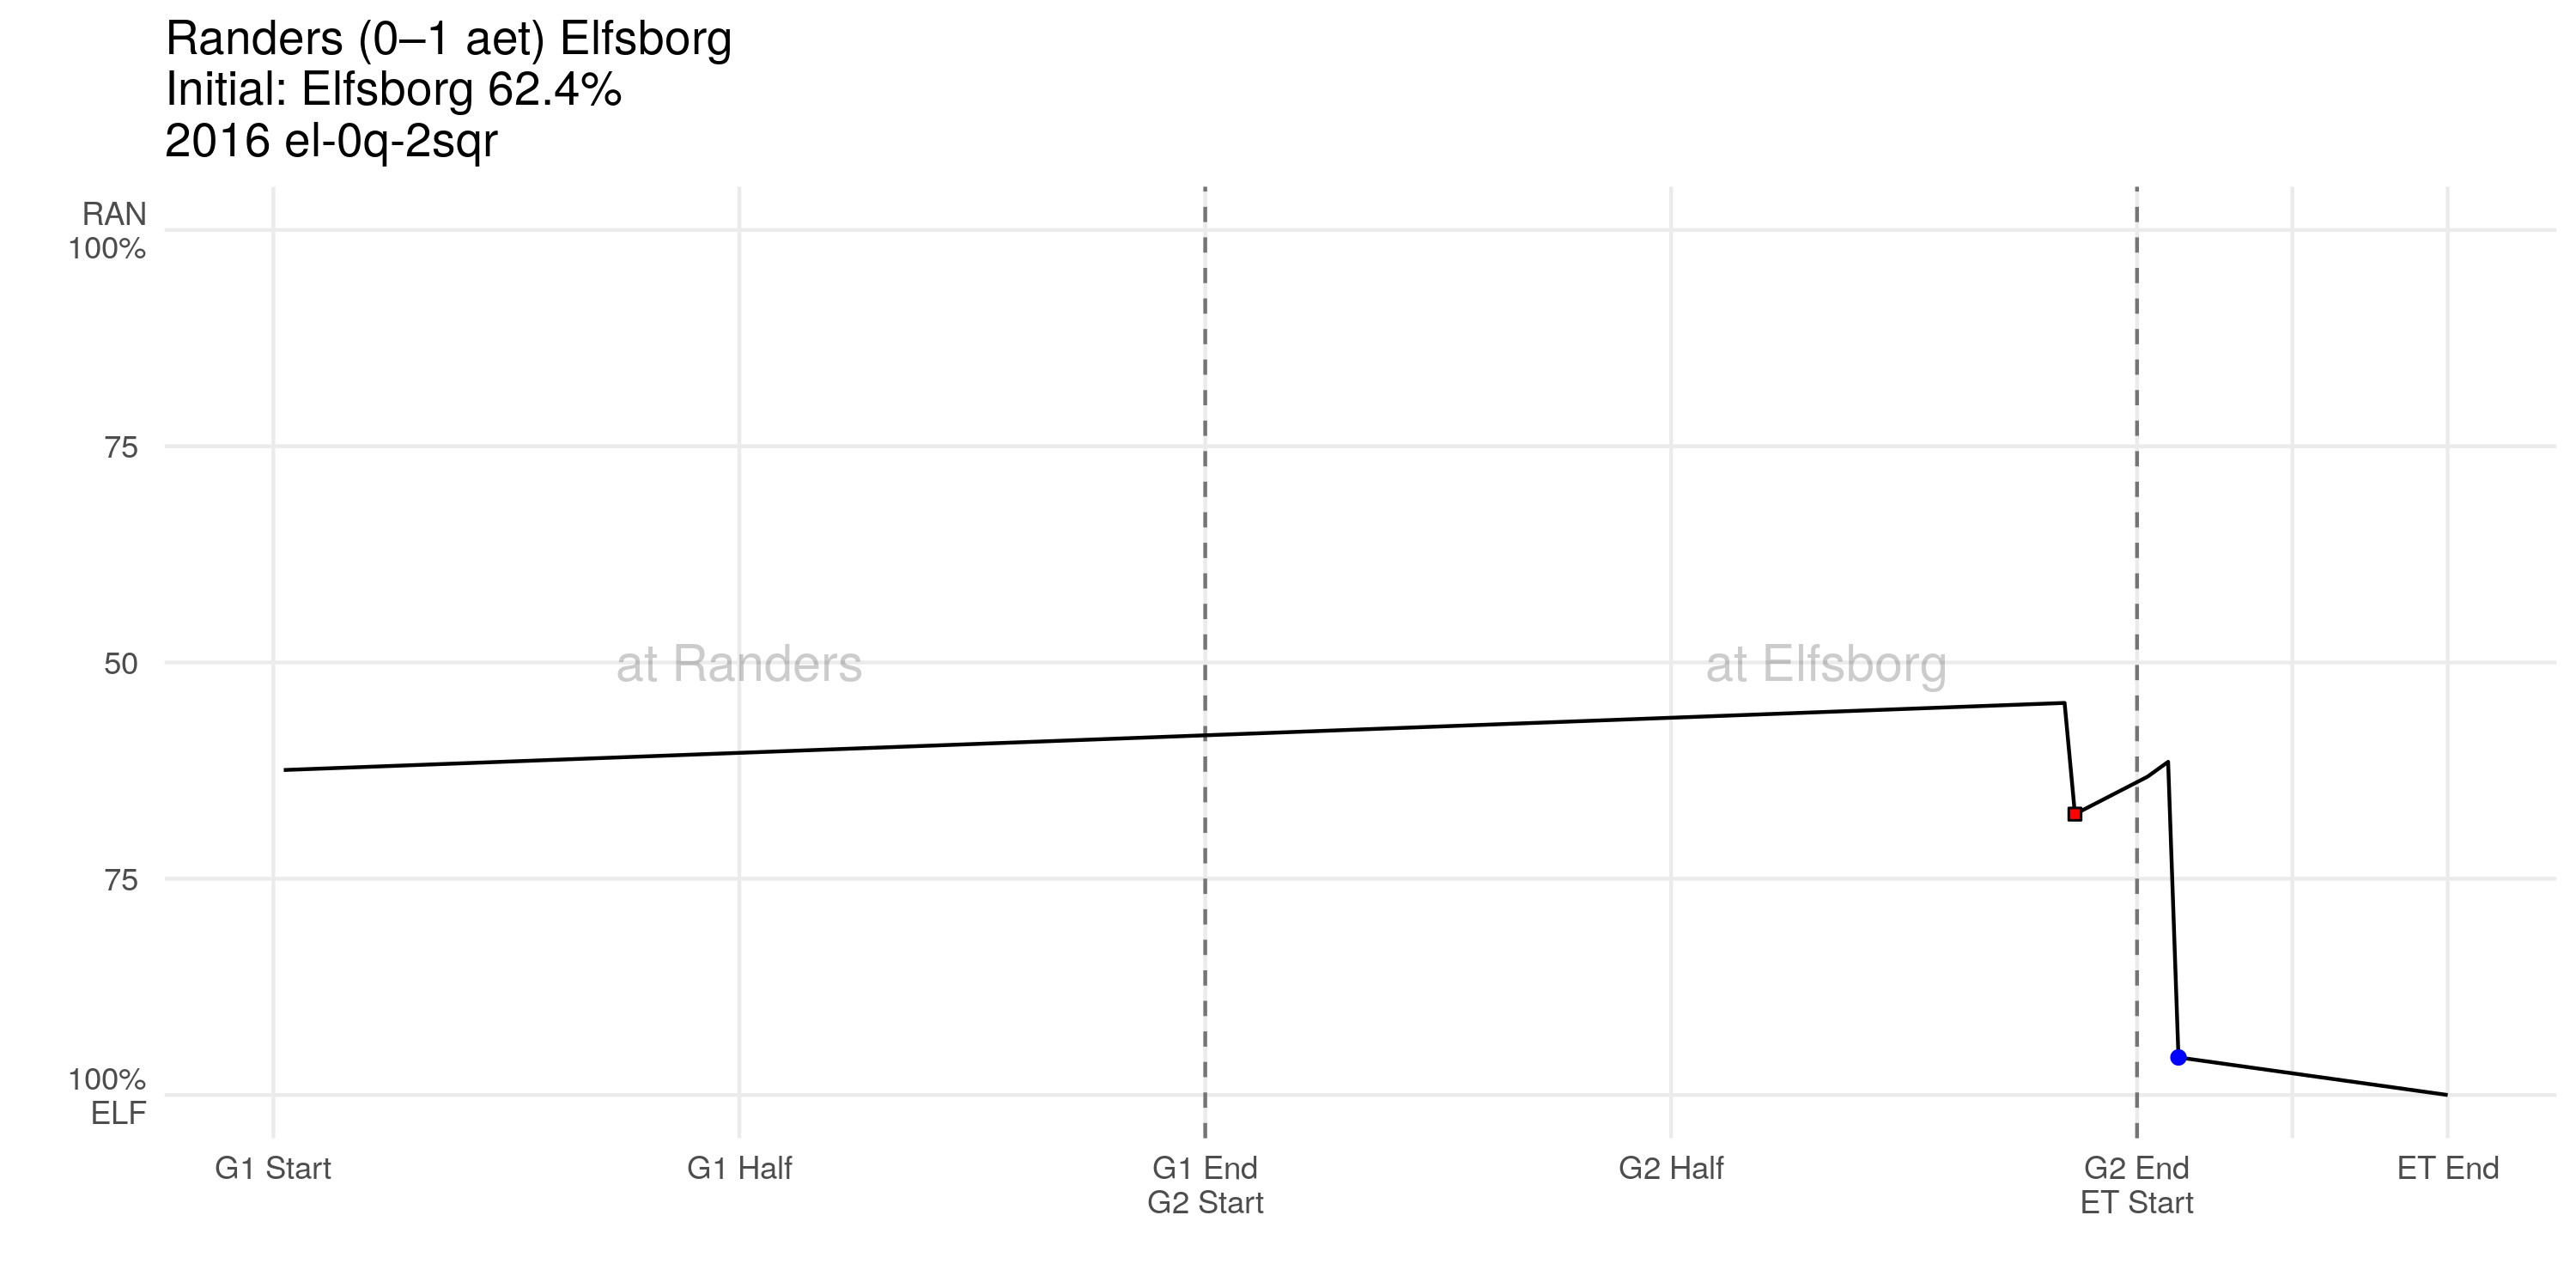 Randers (0–1 aet) Elfsborg
Initial: Elfsborg 62.4%
2016 el-0q-2sqr
RAN
100%
75
50
75
100%
ELF
at Randers
at Elfsborg
G1 Start
G1 Half
G1 End
G2 Start
G2 Half
G2 End
ET Start
ET End